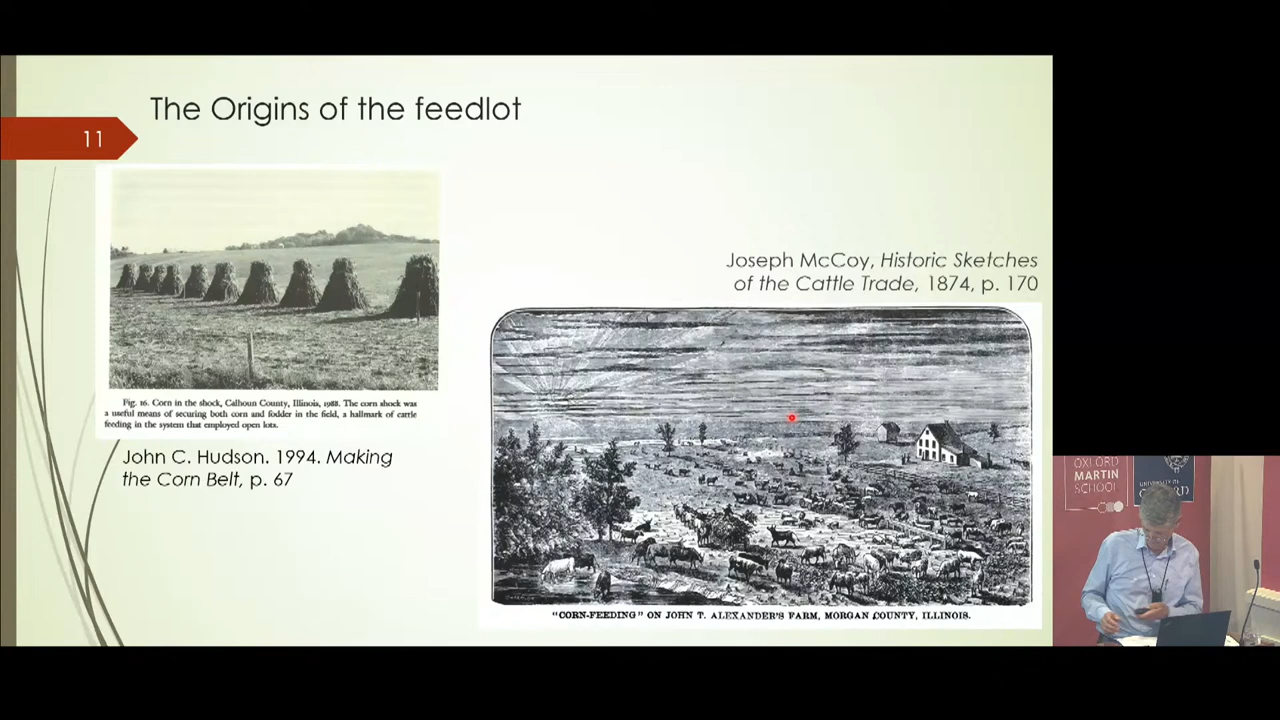 The Origins of the feedlot
11
Fig. 16. Corn in the shock, Calhoun County, Illinois, 1988. The corn shock was
a useful means of securing both corn and fodder in the field, a hallmark of cattle
feeding in the system that employed open lots.
John C. Hudson. 1994. Making
the Corn Belt, p. 67
Joseph McCoy, Historic Sketches
of the Cattle Trade, 1874, p. 170
"CORN-FEEDING" ON JOHN T. ALEXANDER'S FARM, MORGAN COUNTY, ILLINOIS.
OXFORD
MARTIN
SCHOOL
UNIVERSITY OF